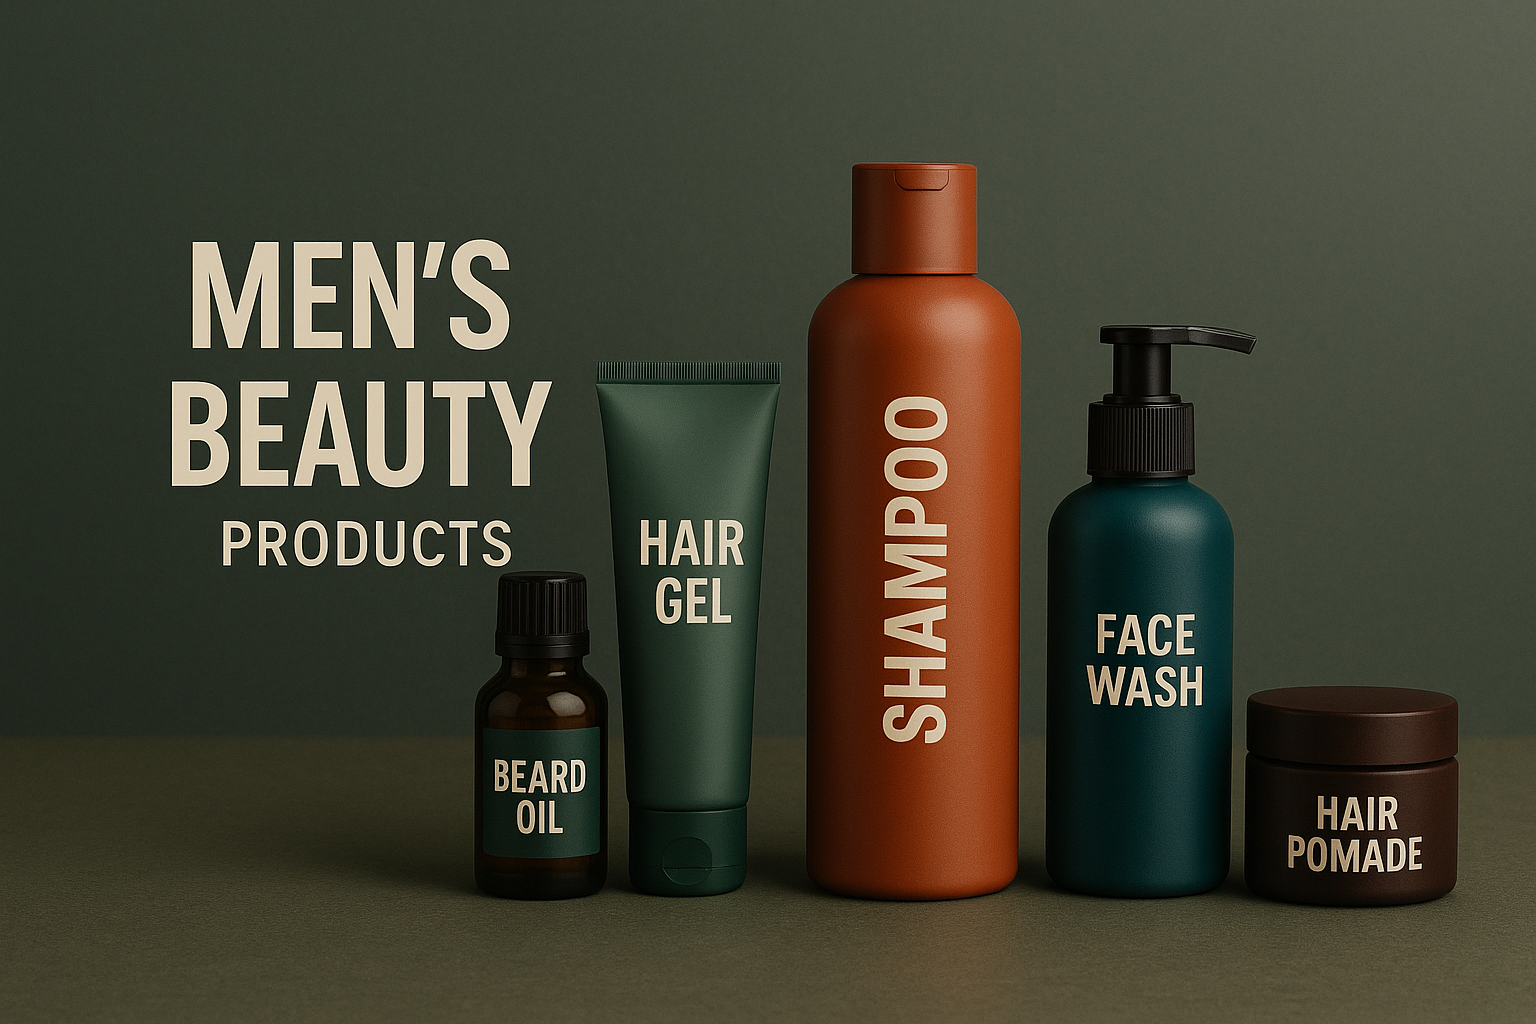 MEN'S
BEAUTY
PRODUCTS
BEARD
OIL
HAIR
GEL
SHAMPOO
FACE
WASH
HAIR
POMADE